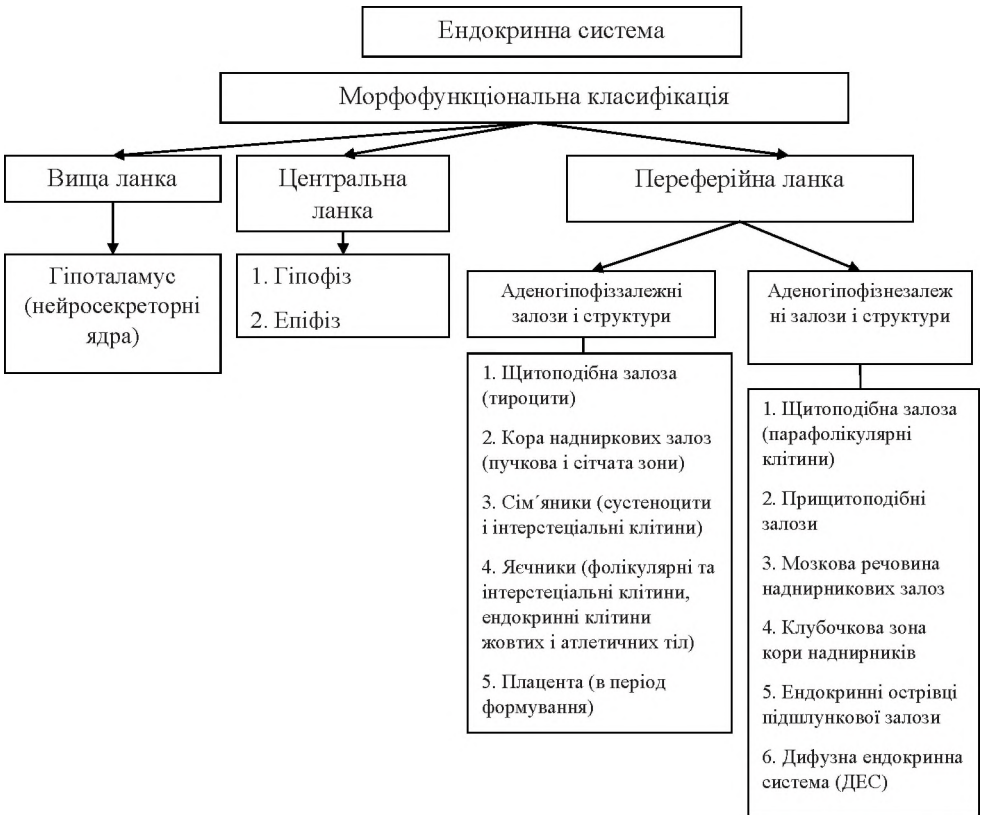 Ендокринна система
Морфофункціональна класифікація
Вища ланка
Центральна
ланка
Переферійна ланка
Гіпоталамус
(нейросекреторні
ядра)
1. Гіпофіз
2. Епіфіз
Аденогіпофіззалежні
залози і структури
Аденогіпофізнезалеж
ні залози і структури
1. Щитоподібна залоза
(тироцити)
2. Кора надниркових залоз
(пучкова і сітчата зони)
3. Сім´яники (сустеноцити
і інтерстеціальні клітини)
4. Яєчники (фолікулярні та
інтерстеціальні клітини,
ендокринні клітини
жовтих і атлетичних тіл)
5. Плацента (в період
формування)
1. Щитоподібна залоза
(парафолікулярні
клітини)
2. Прищитоподібні
залози
3. Мозкова речовина
наднирникових залоз
4. Клубочкова зона
кори наднирників
5. Ендокринні острівці
підшлункової залози
6. Дифузна ендокринна
система (ДЕС)